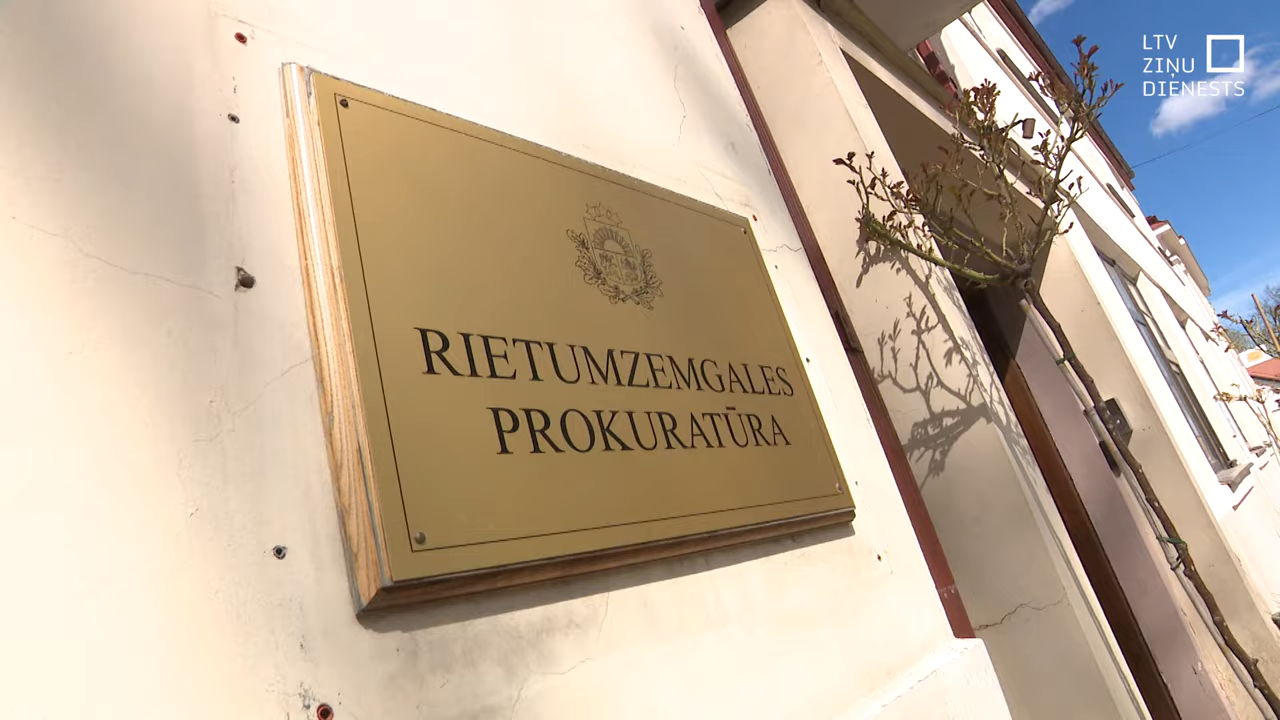 LTV
ZIŅU
DIENESTS
RIETUMZEMGALES
PROKURATŪRA